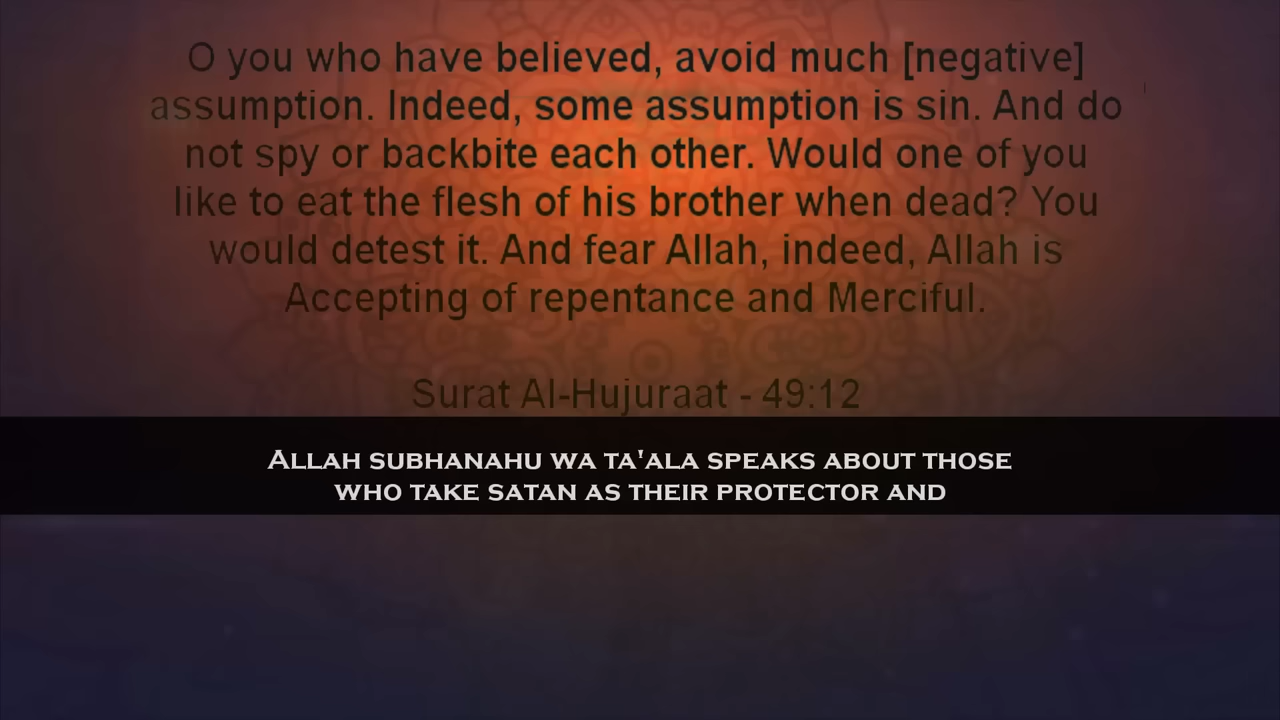 O you who have believed, avoid much [negative]
assumption. Indeed, some assumption is sin. And do
not spy or backbite each other. Would one of you
like to eat the flesh of his brother when dead? You
would detest it. And fear Allah, indeed, Allah is
Accepting of repentance and Merciful.
Surat Al-Hujuraat - 49:12
ALLAH SUBHANAHU WA TA'ALA SPEAKS ABOUT THOSE
WHO TAKE SATAN AS THEIR PROTECTOR AND